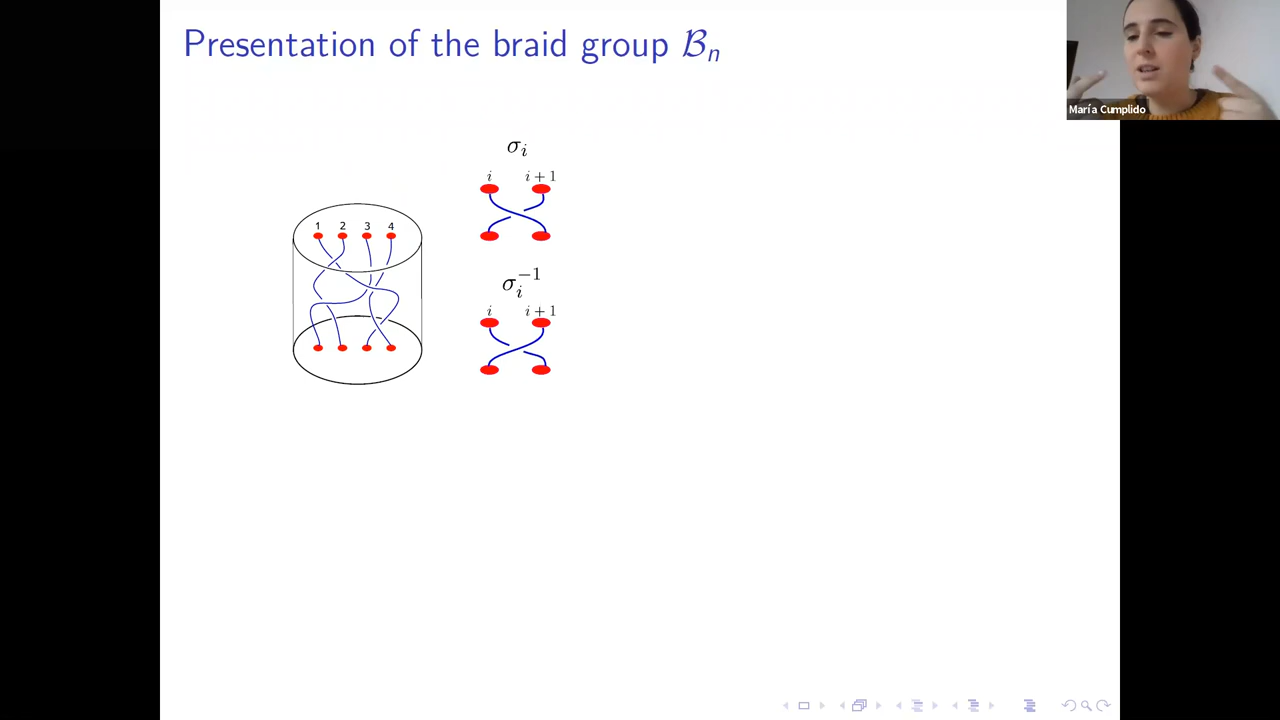 Presentation of the braid group 𝓑ₙ
María Cumplido
σᵢ
i i + 1
1 2 3 4
σᵢ⁻¹
i i + 1